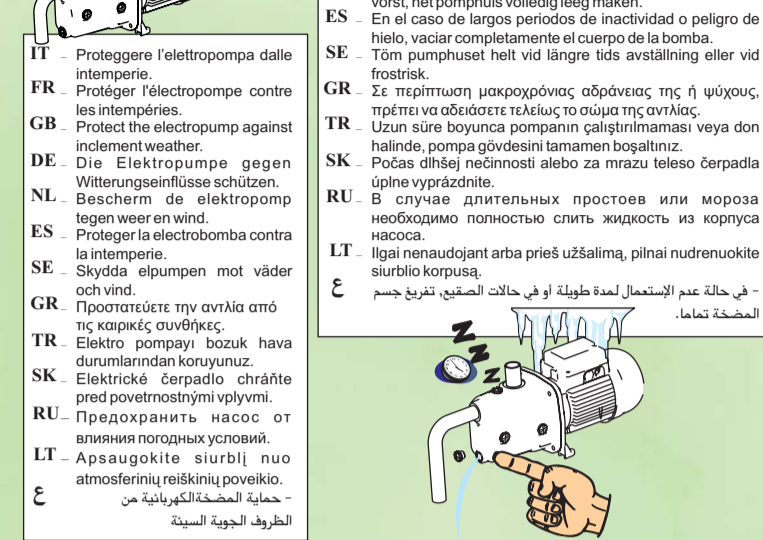 IT – Proteggere l'elettropompa dalle
intemperie.
FR – Protéger l'électropompe contre
les intempéries.
GB – Protect the electropump against
inclement weather.
DE – Die Elektropumpe gegen
Witterungseinflüsse schützen.
NL – Bescherm de elektropomp
tegen weer en wind.
ES – Proteger la electrobomba contra
la intemperie.
SE – Skydda elpumpen mot väder
och vind.
GR – Προστατεύετε την αντλία από
τις καιρικές συνθήκες.
TR – Elektro pompayı bozuk hava
durumlarından koruyunuz.
SK – Elektrické čerpadlo chráňte
pred povetrnostnými vplyvmi.
RU – Предохранить насос от
влияния погодных условий.
LT – Apsaugokite siurblį nuo
atmosferinių reiškinių poveikio.
ع – حماية المضخةالكهربانية من
الظروف الجوية السيئة
vorst, het pomphuis volledig leeg maken.
ES – En el caso de largos periodos de inactividad o peligro de
hielo, vaciar completamente el cuerpo de la bomba.
SE – Töm pumphuset helt vid längre tids avställning eller vid
frostrisk.
GR – Σε περίπτωση μακροχρόνιας αδράνειας της ή ψύχους,
πρέπει να αδειάσετε τελείως το σώμα της αντλίας.
TR – Uzun süre boyunca pompanın çalıştırılmaması veya don
halinde, pompa gövdesini tamamen boşaltınız.
SK – Počas dlhšej nečinnosti alebo za mrazu teleso čerpadla
úplne vyprázdnite.
RU – В случае длительных простоев или мороза
необходимо полностью слить жидкость из корпуса
насоса.
LT – Ilgai nenaudojant arba prieš užšalimą, pilnai nudrenuokite
siurblio korpusą.
ع – في حالة عدم الإستعمال لمدة طويلة أو في حالات الصقيع, تفريغ جسم
المضخة تماما.
Z
Z
Z